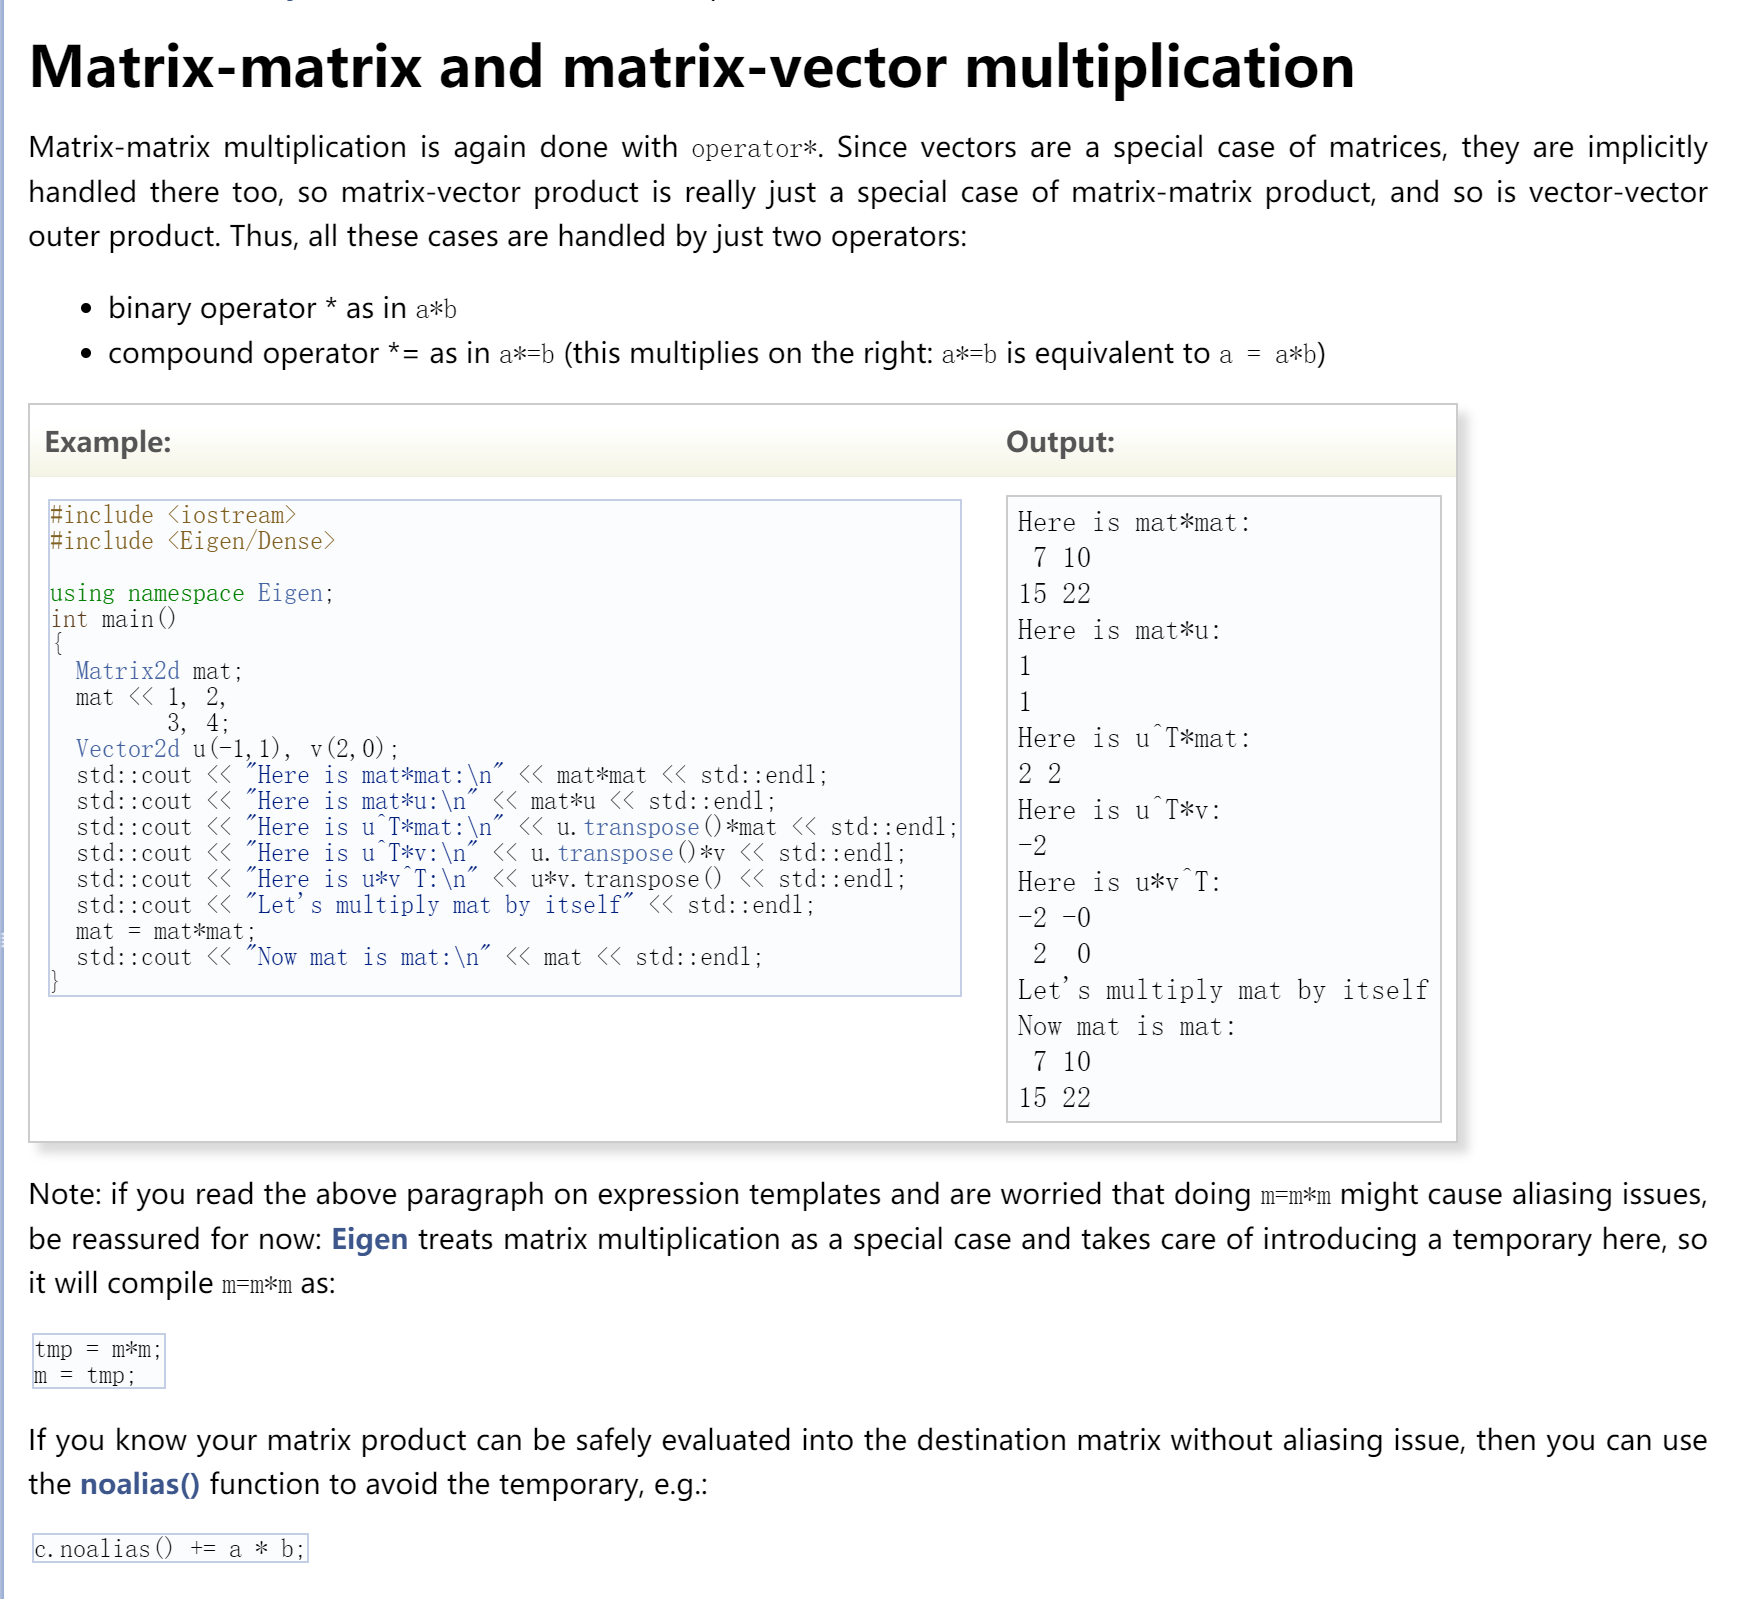 Matrix-matrix and matrix-vector multiplication
Matrix-matrix multiplication is again done with operator*. Since vectors are a special case of matrices, they are implicitly
handled there too, so matrix-vector product is really just a special case of matrix-matrix product, and so is vector-vector
outer product. Thus, all these cases are handled by just two operators:
• binary operator * as in a*b
• compound operator *= as in a*=b (this multiplies on the right: a*=b is equivalent to a = a*b)
Example:
#include <iostream>
#include <Eigen/Dense>
using namespace Eigen;
int main()
{
  Matrix2d mat;
  mat << 1, 2,
         3, 4;
  Vector2d u(-1,1), v(2,0);
  std::cout << "Here is mat*mat:\n" << mat*mat << std::endl;
  std::cout << "Here is mat*u:\n" << mat*u << std::endl;
  std::cout << "Here is u^T*mat:\n" << u.transpose()*mat << std::endl;
  std::cout << "Here is u^T*v:\n" << u.transpose()*v << std::endl;
  std::cout << "Here is u*v^T:\n" << u*v.transpose() << std::endl;
  std::cout << "Let's multiply mat by itself" << std::endl;
  mat = mat*mat;
  std::cout << "Now mat is mat:\n" << mat << std::endl;
}
Output:
Here is mat*mat:
 7 10
15 22
Here is mat*u:
1
1
Here is u^T*mat:
2 2
Here is u^T*v:
-2
Here is u*v^T:
-2 -0
 2  0
Let's multiply mat by itself
Now mat is mat:
 7 10
15 22
Note: if you read the above paragraph on expression templates and are worried that doing m=m*m might cause aliasing issues,
be reassured for now: Eigen treats matrix multiplication as a special case and takes care of introducing a temporary here, so
it will compile m=m*m as:
tmp = m*m;
m = tmp;
If you know your matrix product can be safely evaluated into the destination matrix without aliasing issue, then you can use
the noalias() function to avoid the temporary, e.g.:
c.noalias() += a * b;